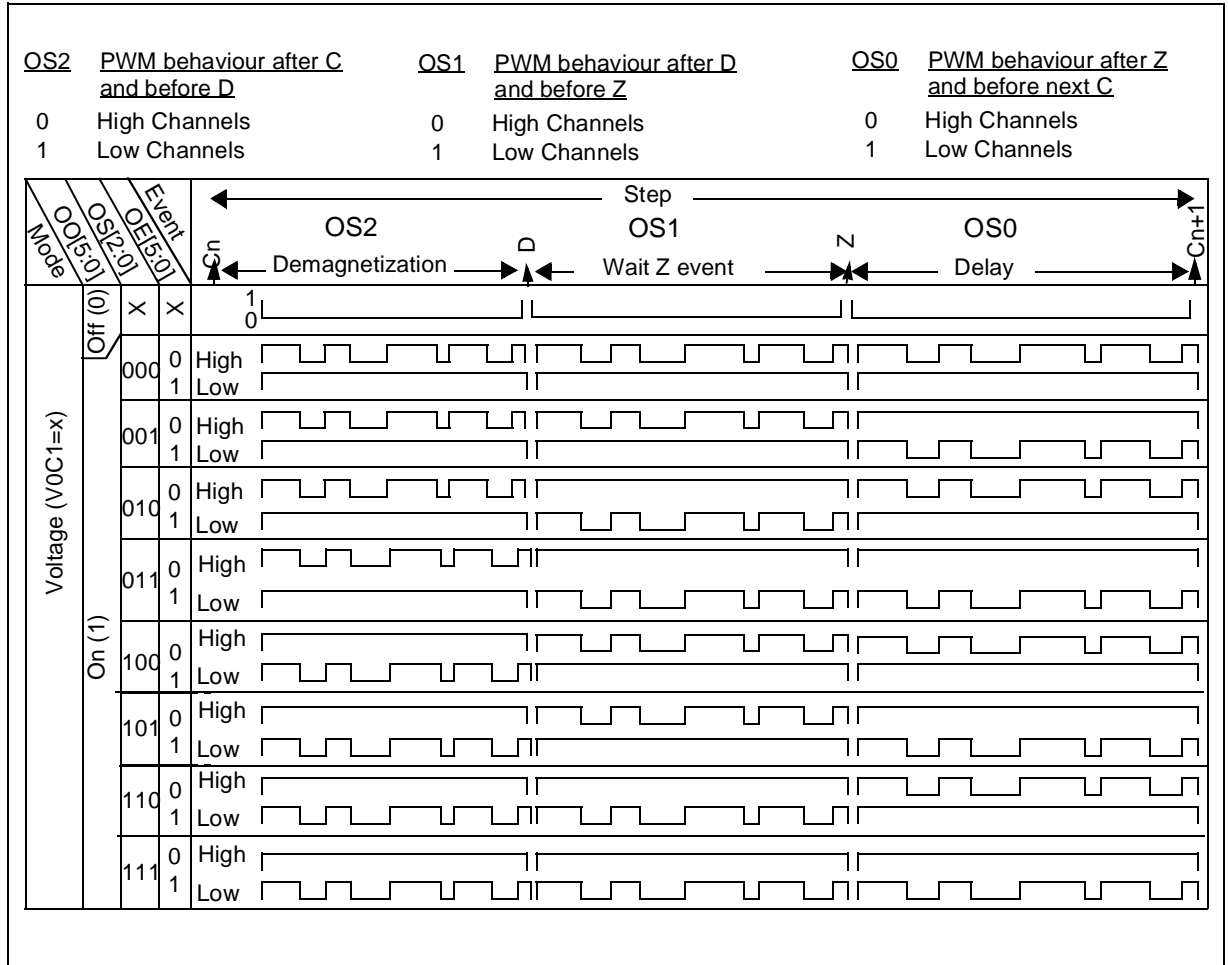 OS2 PWM behaviour after C and before D
0 High Channels
1 Low Channels
OS1 PWM behaviour after D and before Z
0 High Channels
1 Low Channels
OS0 PWM behaviour after Z and before next C
0 High Channels
1 Low Channels
Mode
OO[5:0]
OS[2:0]
OE[5:0]
Event
Step
OS2 OS1 OS0
Cn Demagnetization D Wait Z event Z Delay Cn+1
Voltage (V0C1=x)
Off (0) X X 1 0
On (1)
000 0 High
1 Low
001 0 High
1 Low
010 0 High
1 Low
011 0 High
1 Low
100 0 High
1 Low
101 0 High
1 Low
110 0 High
1 Low
111 0 High
1 Low